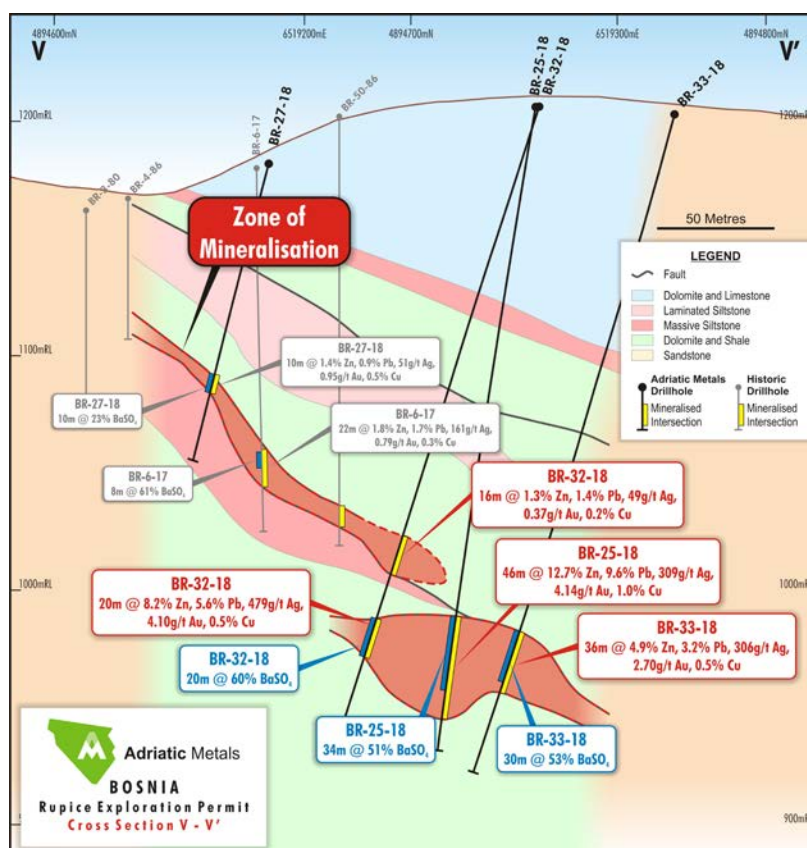 4894600mN
6519200mE
4894700mN
6519300mE
4894800mN
V
V'
BR-25-18
BR-32-18
BR-33-18
BR-27-18
BR-6-17
BR-50-86
BR-4-86
1200mRL
Zone of
Mineralisation
50 Metres
LEGEND
Fault
Dolomite and Limestone
Laminated Siltstone
Massive Siltstone
Dolomite and Shale
Sandstone
Adriatic Metals
Drillhole
Mineralised
Intersection
Historic
Drillhole
Mineralised
Intersection
1100mRL
BR-27-18
10m @ 1.4% Zn, 0.9% Pb, 51g/t Ag,
0.95g/t Au, 0.5% Cu
BR-27-18
10m @ 23% BaSO₄
BR-6-17
22m @ 1.8% Zn, 1.7% Pb, 161g/t Ag,
0.79g/t Au, 0.3% Cu
BR-6-17
8m @ 61% BaSO₄
BR-32-18
16m @ 1.3% Zn, 1.4% Pb, 49g/t Ag,
0.37g/t Au, 0.2% Cu
BR-25-18
46m @ 12.7% Zn, 9.6% Pb, 309g/t Ag,
4.14g/t Au, 1.0% Cu
1000mRL
1000mRL
BR-32-18
20m @ 8.2% Zn, 5.6% Pb, 479g/t Ag,
4.10g/t Au, 0.5% Cu
BR-33-18
36m @ 4.9% Zn, 3.2% Pb, 306g/t Ag,
2.70g/t Au, 0.5% Cu
BR-32-18
20m @ 60% BaSO₄
BR-25-18
34m @ 51% BaSO₄
BR-33-18
30m @ 53% BaSO₄
Adriatic Metals
BOSNIA
Rupice Exploration Permit
Cross Section V - V'
900mRL